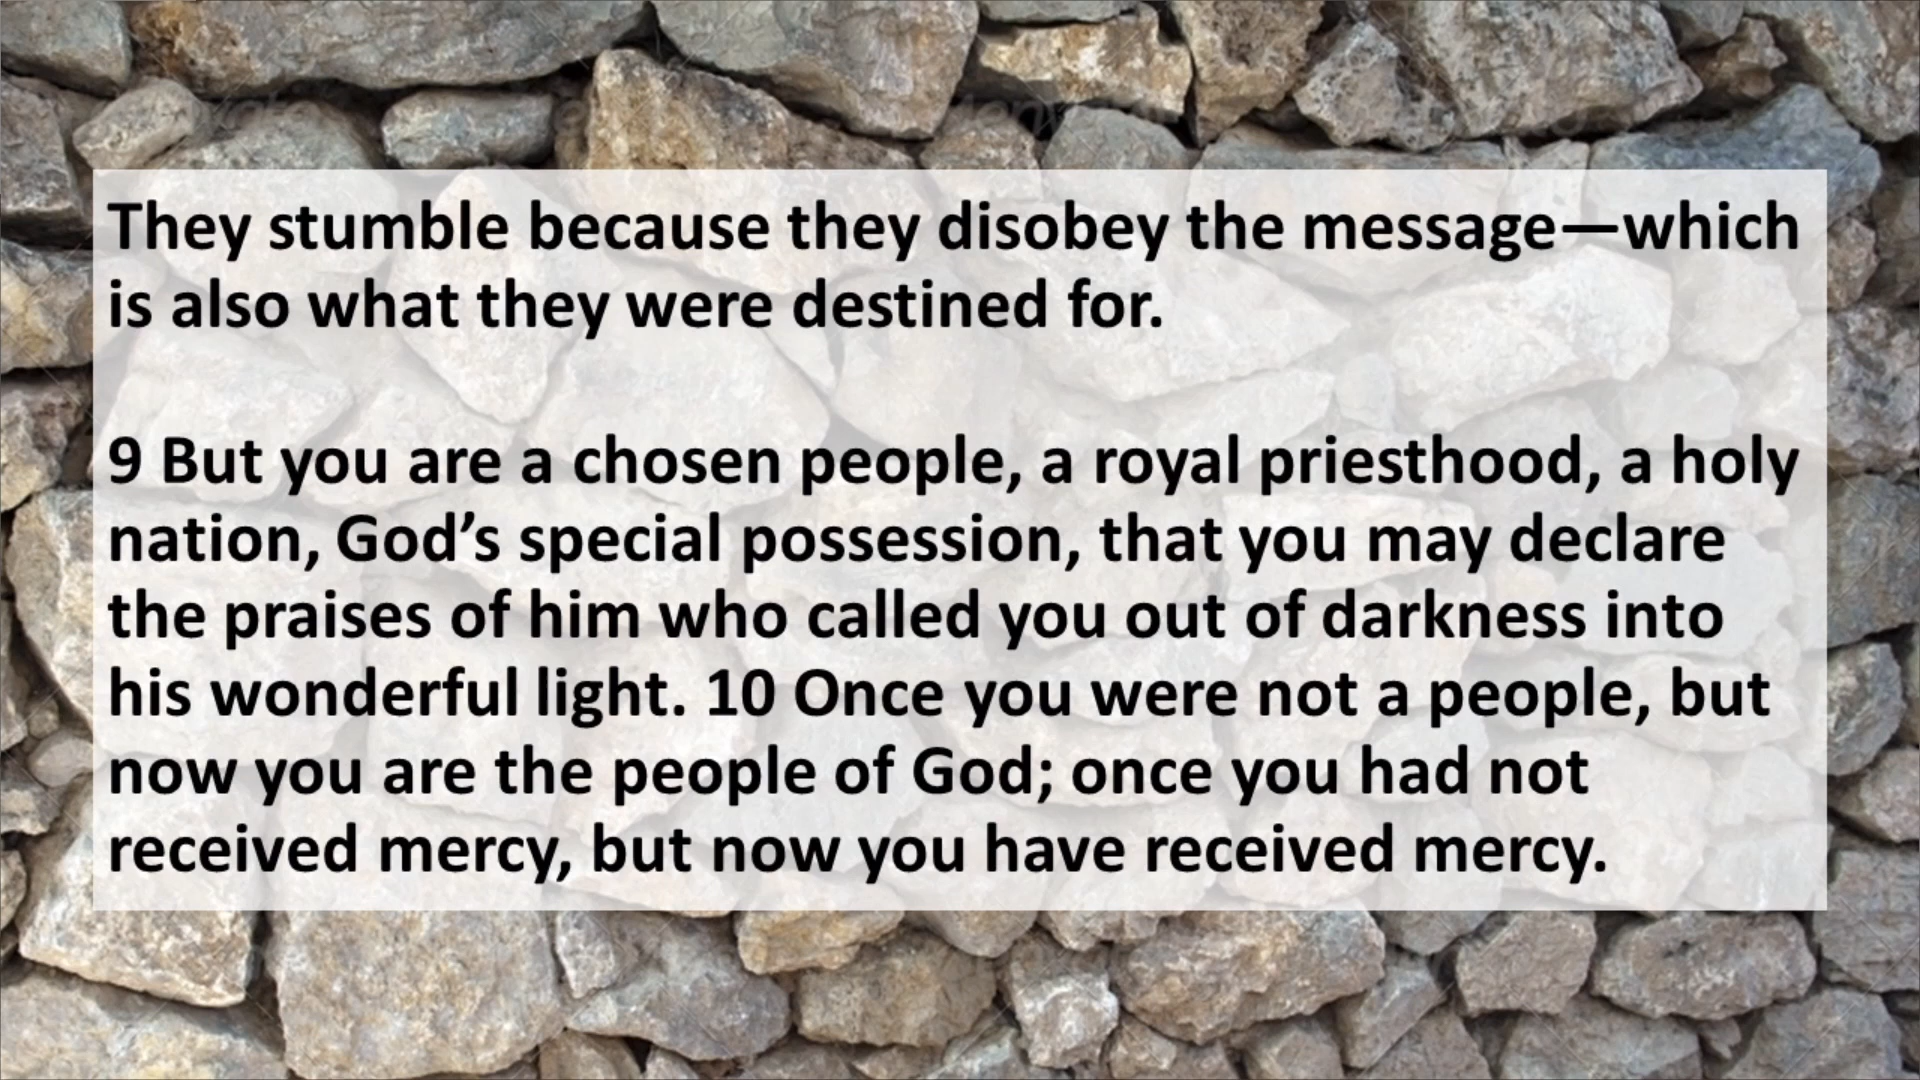 They stumble because they disobey the message—which
is also what they were destined for.
9 But you are a chosen people, a royal priesthood, a holy
nation, God’s special possession, that you may declare
the praises of him who called you out of darkness into
his wonderful light. 10 Once you were not a people, but
now you are the people of God; once you had not
received mercy, but now you have received mercy.